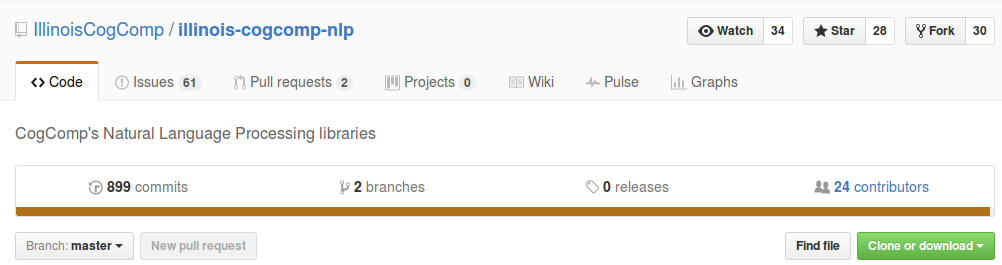 IllinoisCogComp / illinois-cogcomp-nlp Watch 34 Star 28 Fork 30
Code Issues 61 Pull requests 2 Projects 0 Wiki Pulse Graphs
CogComp's Natural Language Processing libraries
899 commits 2 branches 0 releases 24 contributors
Branch: master New pull request Find file Clone or download